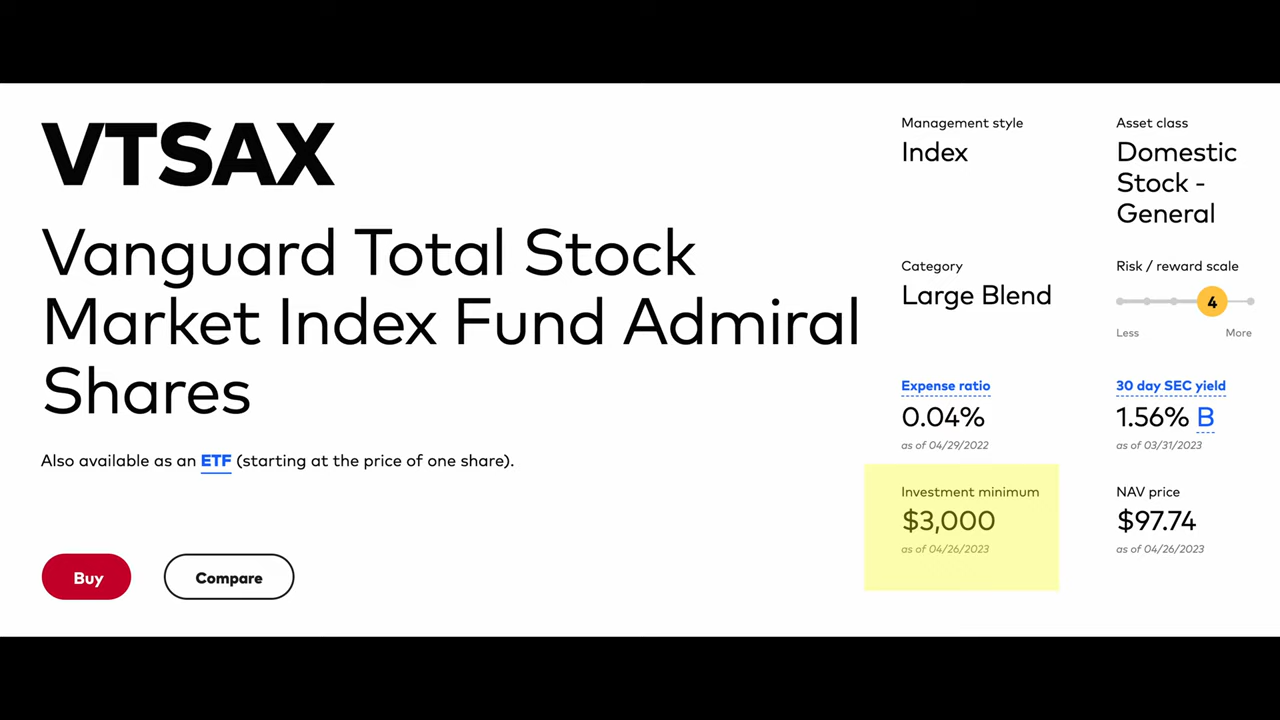 VTSAX
Vanguard Total Stock
Market Index Fund Admiral
Shares
Also available as an ETF (starting at the price of one share).
Buy
Compare
Management style
Index
Asset class
Domestic
Stock -
General
Category
Large Blend
Risk / reward scale
4
Less
More
Expense ratio
0.04%
as of 04/29/2022
30 day SEC yield
1.56% B
as of 03/31/2023
Investment minimum
$3,000
as of 04/26/2023
NAV price
$97.74
as of 04/26/2023